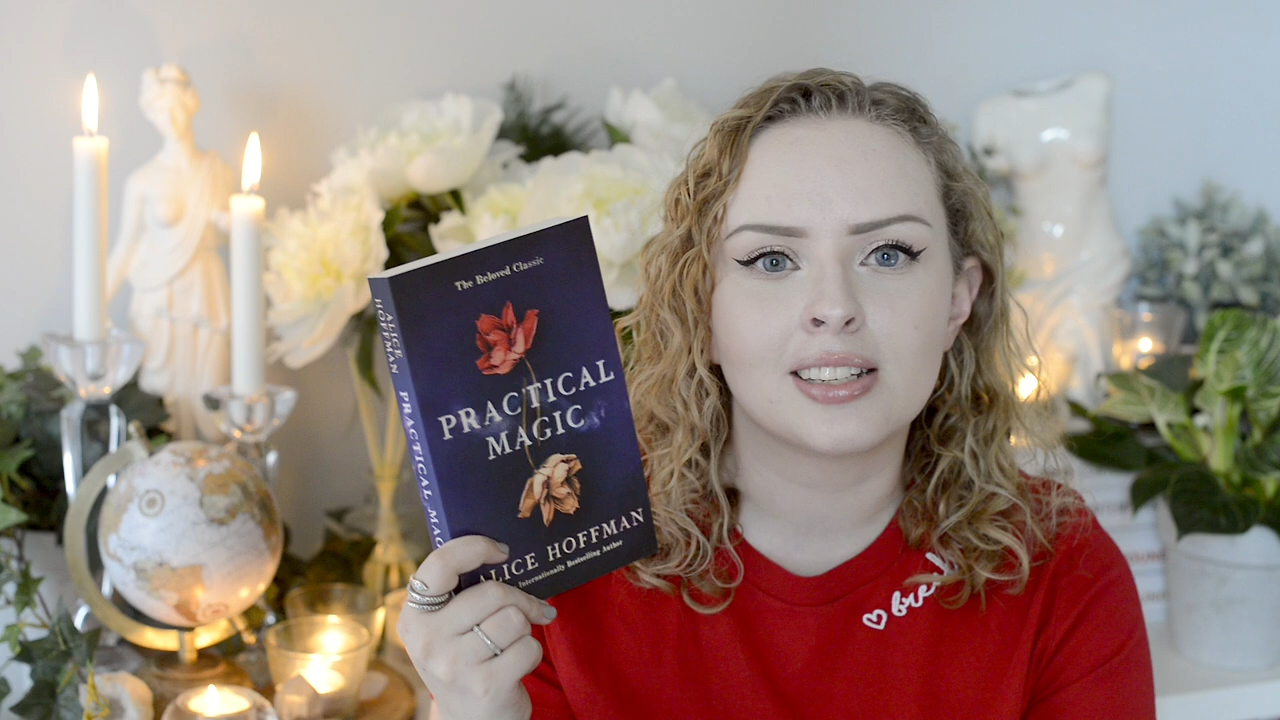 The Beloved Classic
PRACTICAL
MAGIC
ALICE HOFFMAN
Internationally Bestselling Author
ALICE
HOFFMAN
PRACTICAL MAG